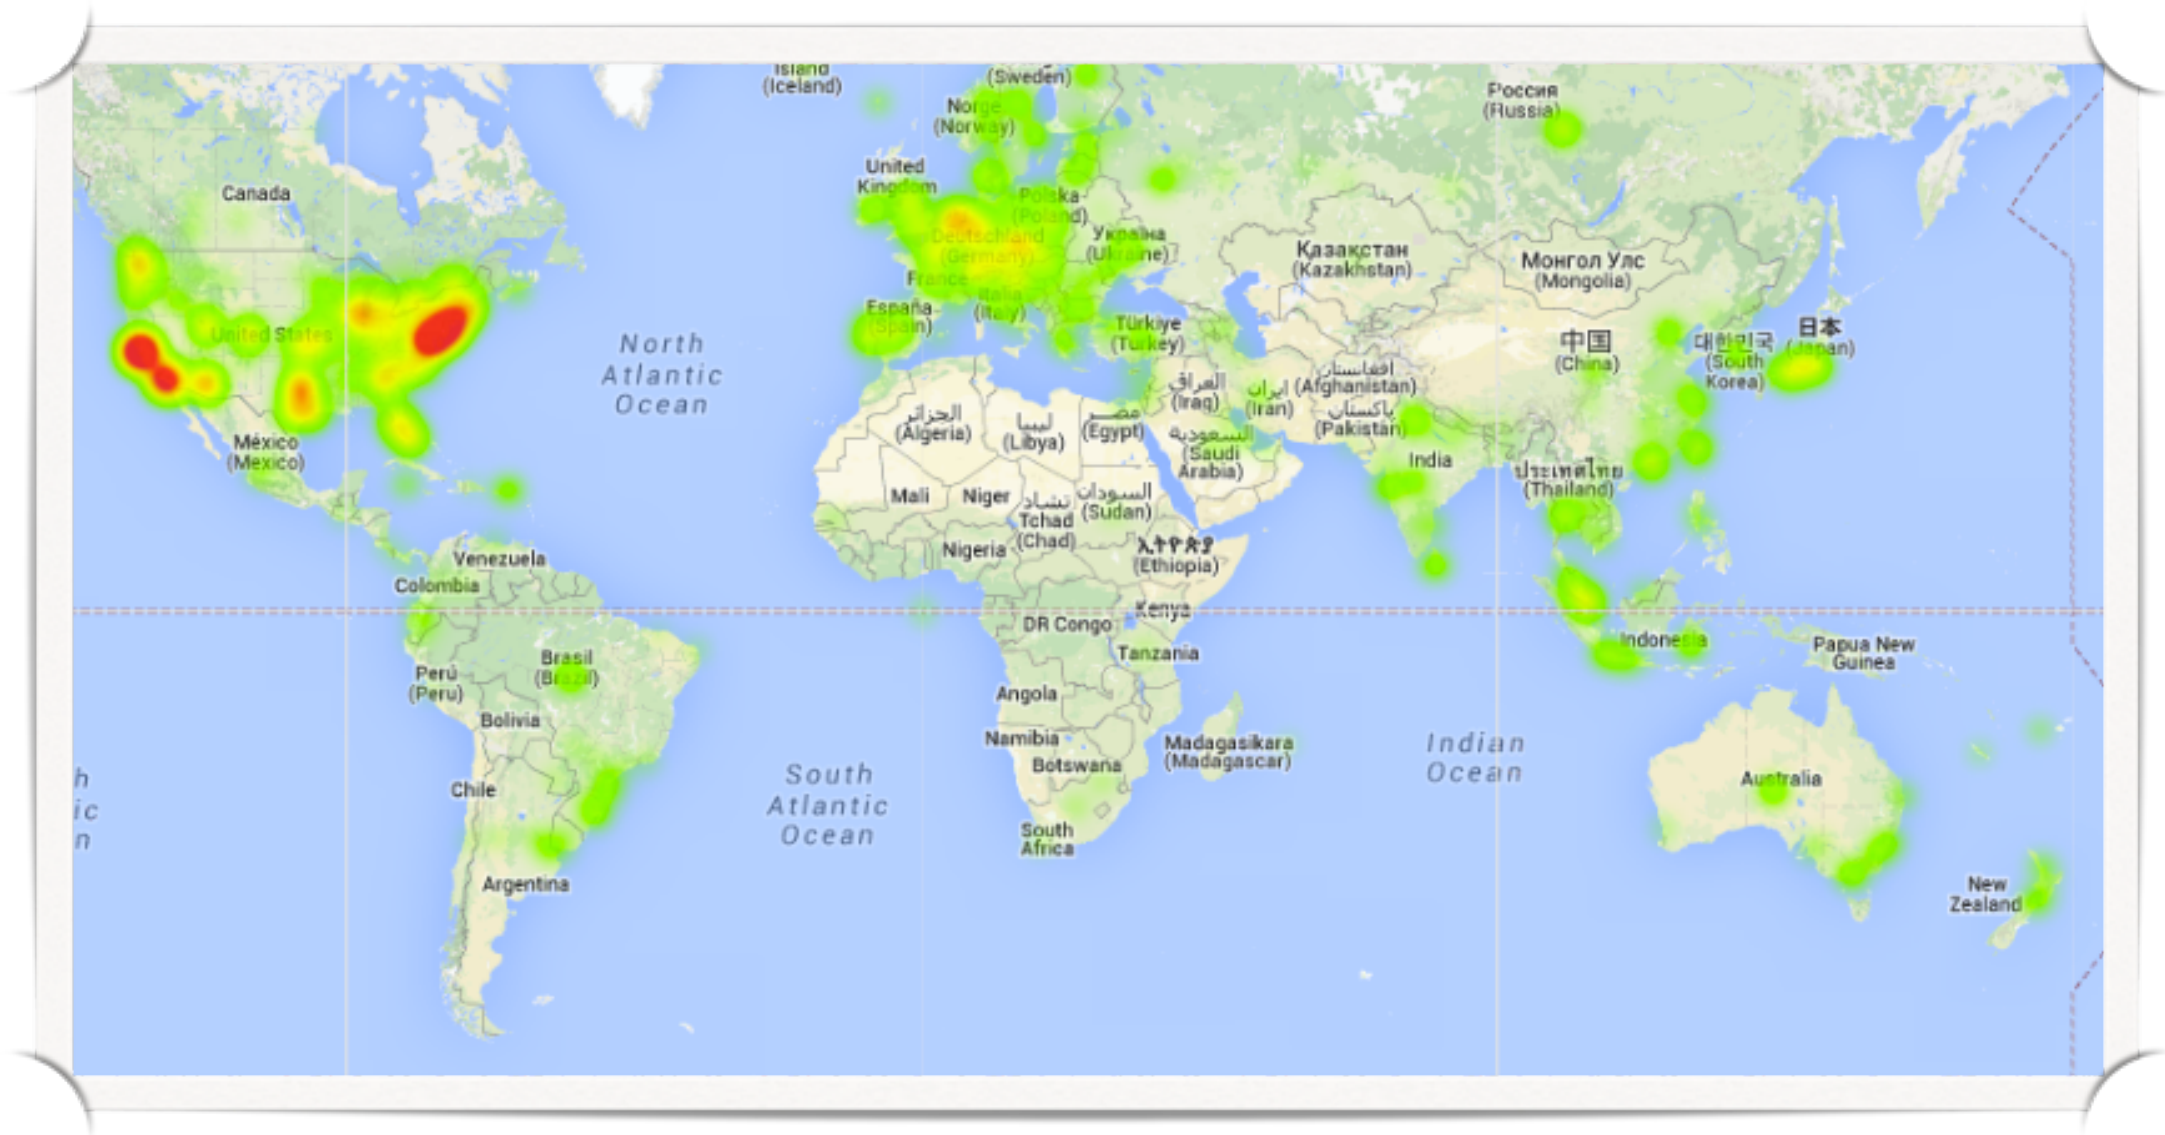 Island
(Iceland)
(Sweden)
Norge
(Norway)
Россия
(Russia)
United
Kingdom
Canada
Polska
(Poland)
Deutschland
(Germany)
Україна
(Ukraine)
France
Italia
(Italy)
España
(Spain)
Қазақстан
(Kazakhstan)
Монгол Улс
(Mongolia)
United States
North
Atlantic
Ocean
Türkiye
(Turkey)
中国
(China)
대한민국
(South
Korea)
日本
(Japan)
العراق
(Iraq)
ایران
(Iran)
افغانستان
(Afghanistan)
پاکستان
(Pakistan)
الجزائر
(Algeria)
ليبيا
(Libya)
مصر
(Egypt)
السعودية
(Saudi
Arabia)
México
(Mexico)
India
ประเทศไทย
(Thailand)
Mali
Niger
تشاد
Tchad
(Chad)
السودان
(Sudan)
Nigeria
ኢትዮጵያ
(Ethiopia)
Venezuela
Colombia
Kenya
DR Congo
Tanzania
Indonesia
Papua New
Guinea
Perú
(Peru)
Brasil
(Brazil)
Bolivia
Angola
Namibia
Botswana
Madagasikara
(Madagascar)
Indian
Ocean
Australia
h
ic
n
Chile
South
Atlantic
Ocean
South
Africa
Argentina
New
Zealand